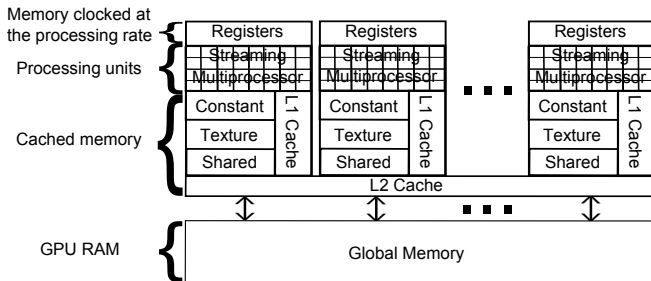 Memory clocked at
the processing rate
Registers
Registers
Registers
Processing units
Streaming
Multiprocessor
Streaming
Multiprocessor
Streaming
Multiprocessor
Cached memory
Constant
Texture
Shared
L1 Cache
Constant
Texture
Shared
L1 Cache
Constant
Texture
Shared
L1 Cache
L2 Cache
GPU RAM
Global Memory